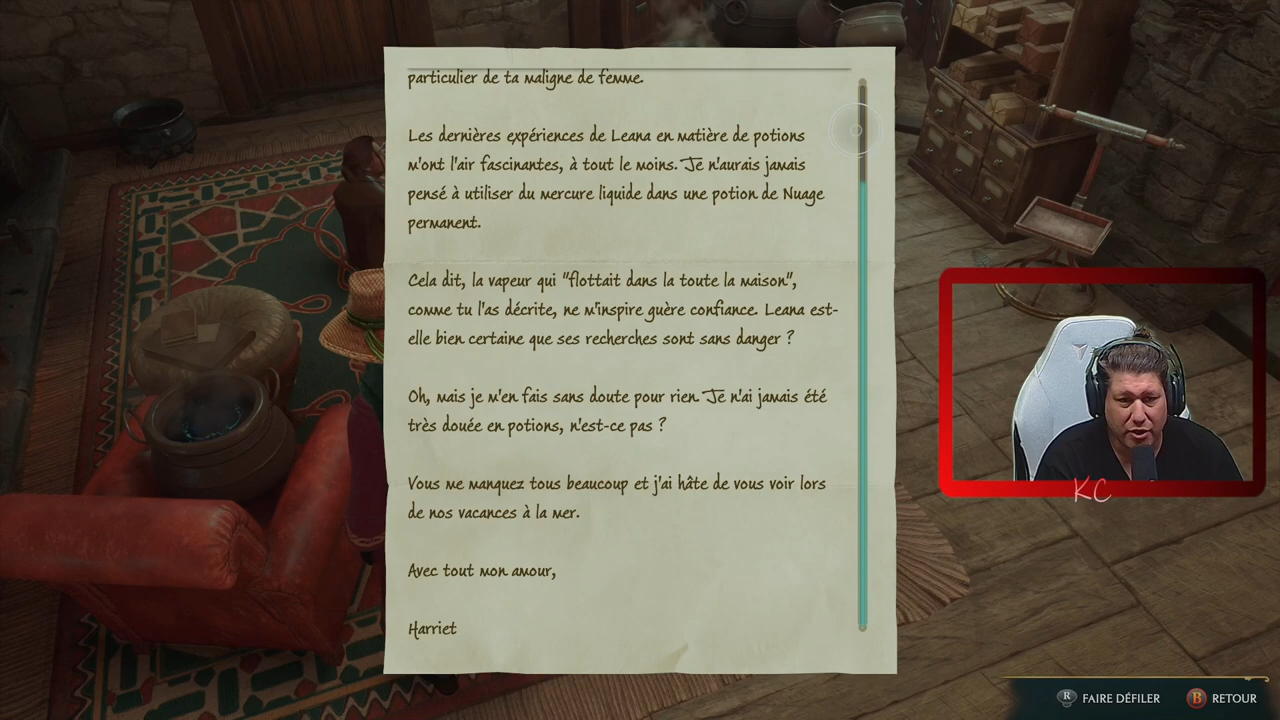 particulier de ta maligne de femme.
Les dernières expériences de Leana en matière de potions
m'ont l'air fascinantes, à tout le moins. Je n'aurais jamais
pensé à utiliser du mercure liquide dans une potion de Nuage
permanent.
Cela dit, la vapeur qui "flottait dans la toute la maison",
comme tu l'as décrite, ne m'inspire guère confiance. Leana est-
elle bien certaine que ses recherches sont sans danger ?
Oh, mais je m'en fais sans doute pour rien. Je n'ai jamais été
très douée en potions, n'est-ce pas ?
Vous me manquez tous beaucoup et j'ai hâte de vous voir lors
de nos vacances à la mer.
Avec tout mon amour,
Harriet
KC
R FAIRE DÉFILER B RETOUR